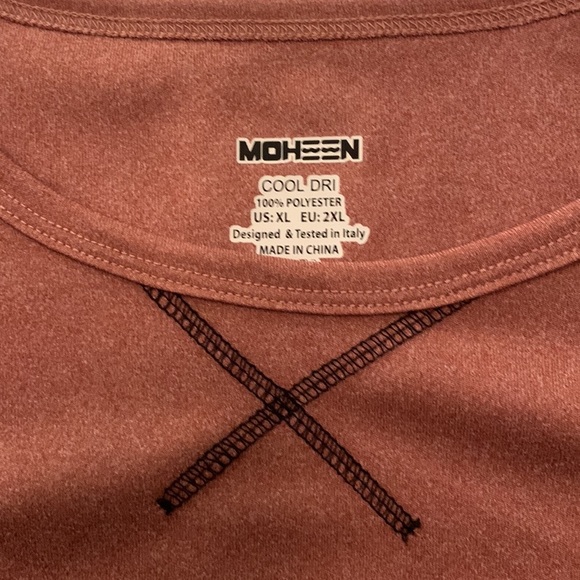 MOHEEN
COOL DRI
100% POLYESTER
US: XL EU: 2XL
Designed & Tested in Italy
MADE IN CHINA